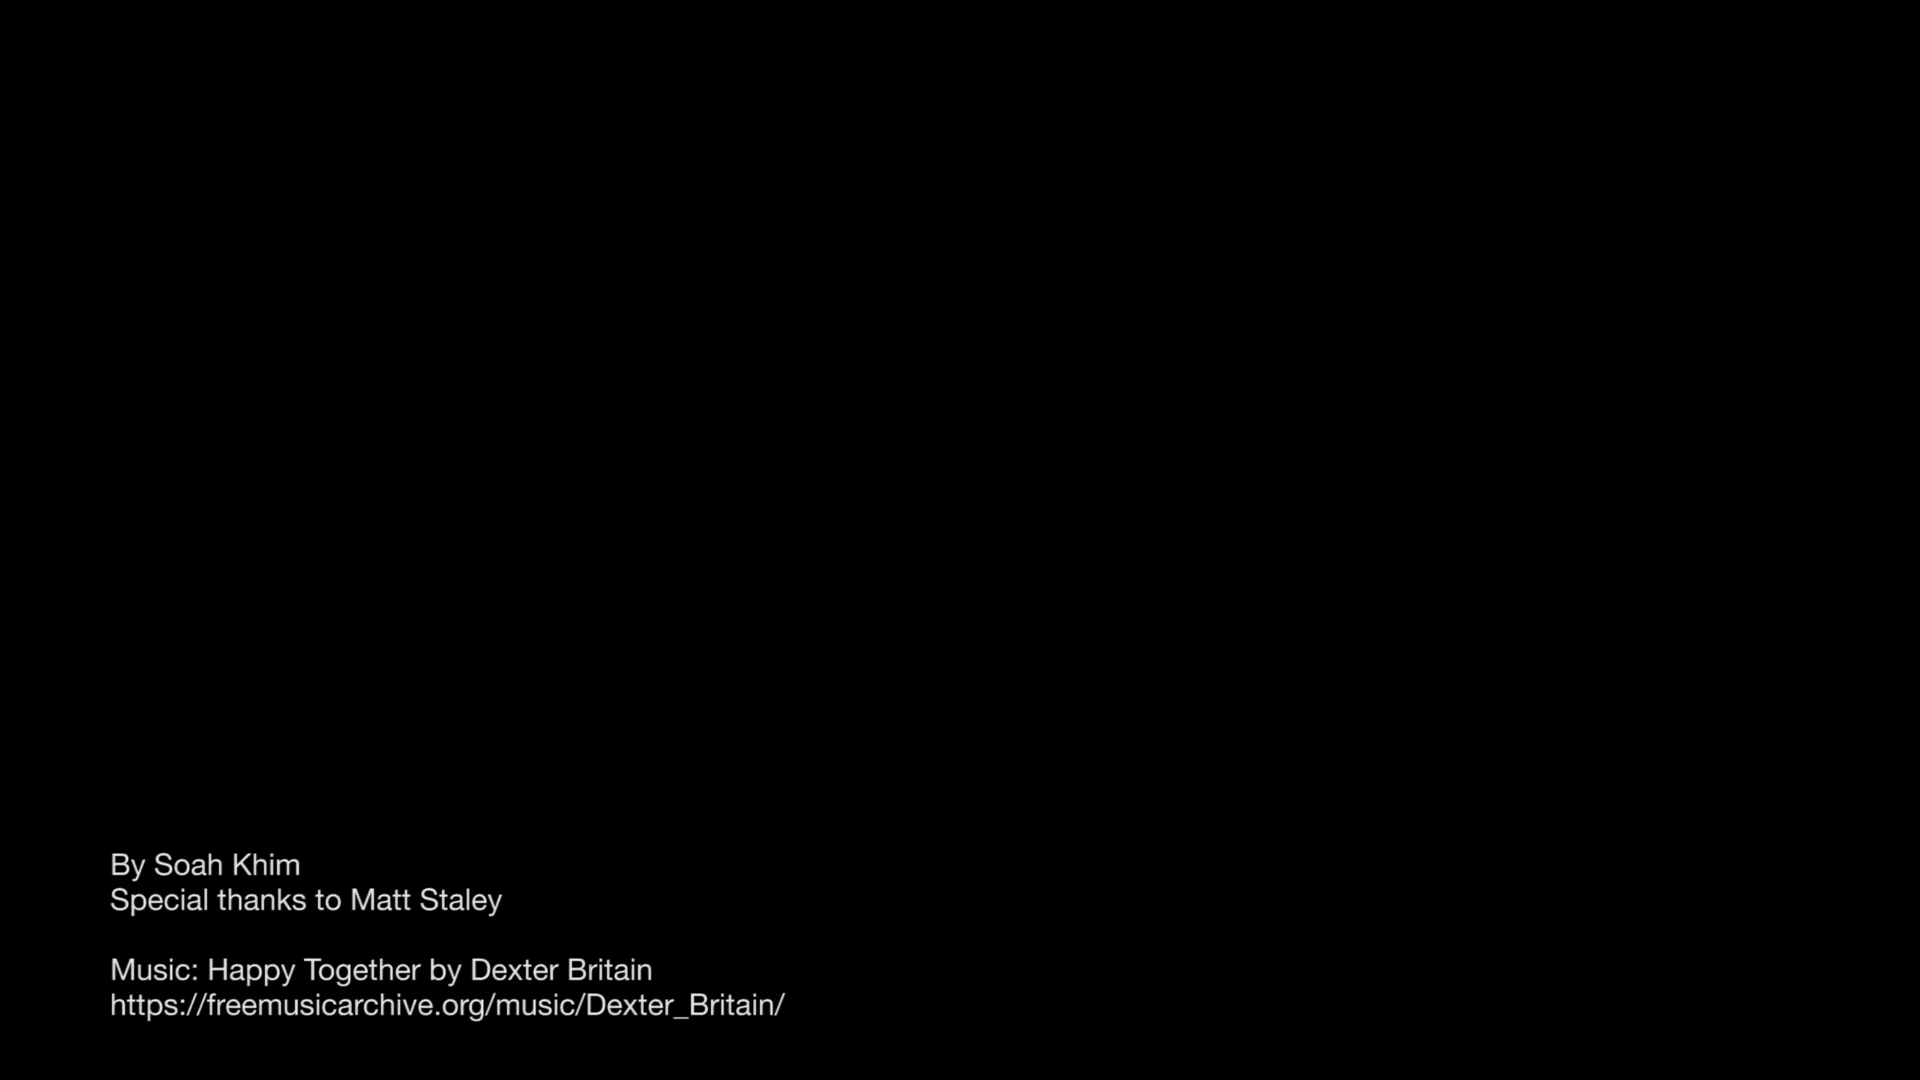 By Soah Khim
Special thanks to Matt Staley
Music: Happy Together by Dexter Britain
https://freemusicarchive.org/music/Dexter_Britain/